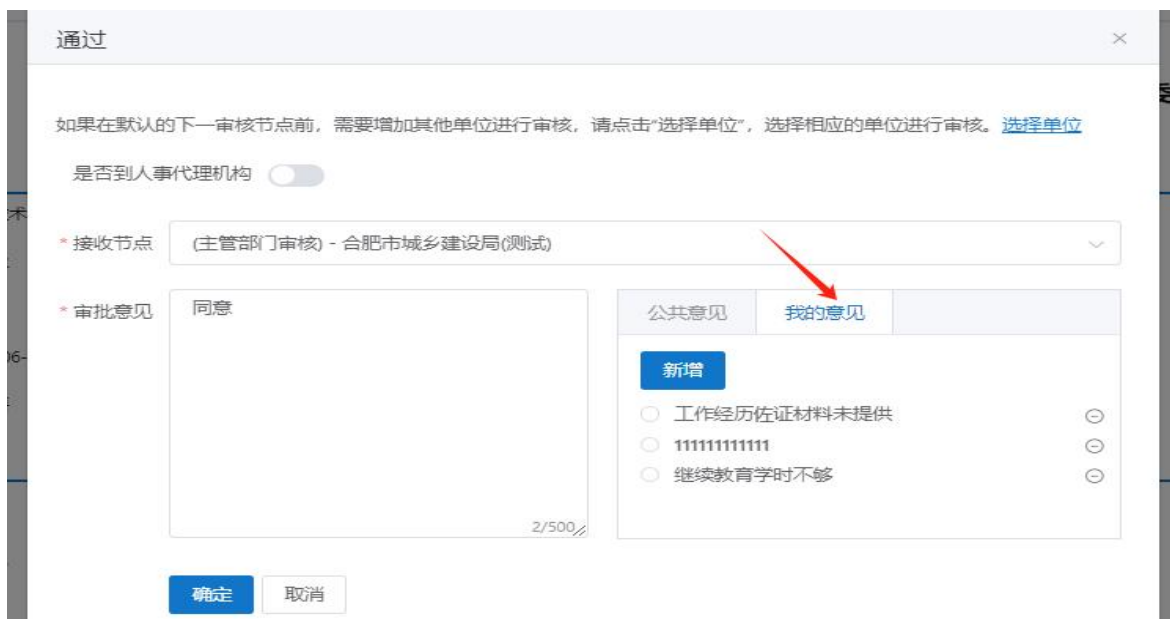 通过
如果在默认的下一审核节点前，需要增加其他单位进行审核，请点击“选择单位”，选择相应的单位进行审核。选择单位
是否到人事代理机构
* 接收节点 (主管部门审核) - 合肥市城乡建设局(测试)
* 审批意见 同意
公共意见 我的意见
新增
工作经历佐证材料未提供
111111111111
继续教育学时不够
2/500
确定 取消
术
06-